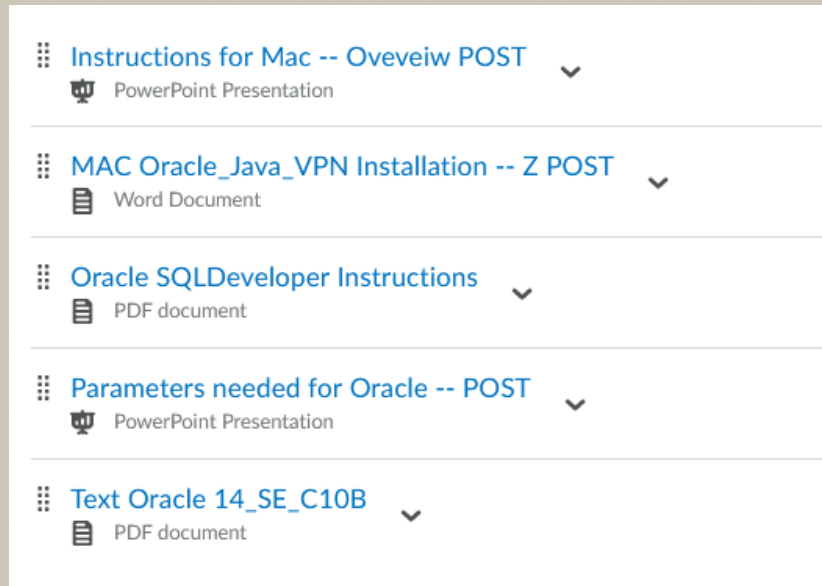 Instructions for Mac -- Oveveiw POST
PowerPoint Presentation
MAC Oracle_Java_VPN Installation -- Z POST
Word Document
Oracle SQLDeveloper Instructions
PDF document
Parameters needed for Oracle -- POST
PowerPoint Presentation
Text Oracle 14_SE_C10B
PDF document